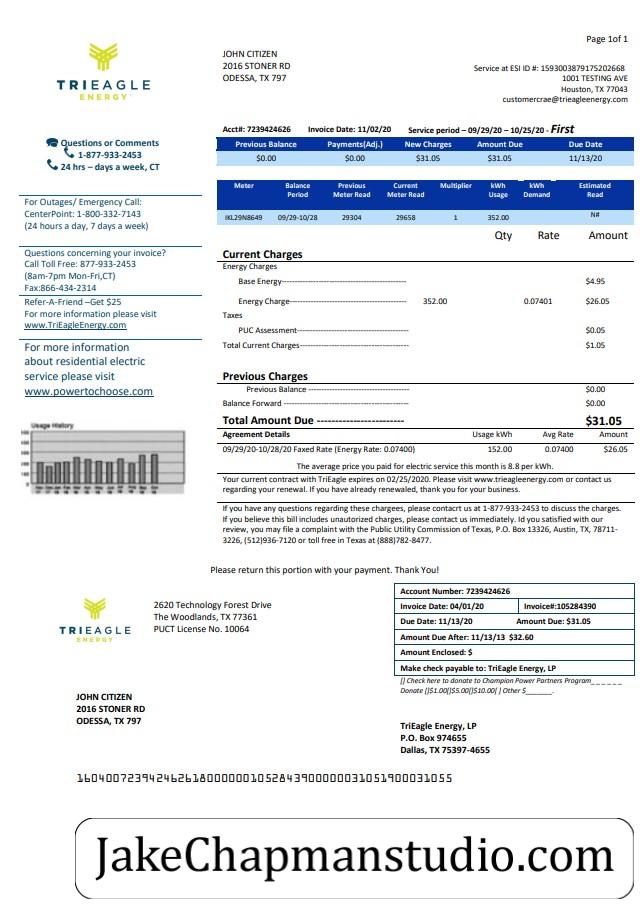 Page 1of 1
TRIEAGLE
ENERGY
JOHN CITIZEN
2016 STONER RD
ODESSA, TX 797
Service at ESI ID #: 1593003879175202668
1001 TESTING AVE
Houston, TX 77043
customercrae@trieagleenergy.com
Questions or Comments
1-877-933-2453
24 hrs – days a week, CT
Acct#: 7239424626 Invoice Date: 11/02/20 Service period – 09/29/20 – 10/25/20 - First
Previous Balance Payments(Adj.) New Charges Amount Due Due Date
$0.00 $0.00 $31.05 $31.05 11/13/20
Meter Balance Period Previous Meter Read Current Meter Read Multiplier kWh Usage kWh Demand Estimated Read
IKL29N8649 09/29-10/28 29304 29658 1 352.00 N#
For Outages/ Emergency Call:
CenterPoint: 1-800-332-7143
(24 hours a day, 7 days a week)
Questions concerning your invoice?
Call Toll Free: 877-933-2453
(8am-7pm Mon-Fri,CT)
Fax:866-434-2314
Refer-A-Friend –Get $25
For more information please visit
www.TriEagleEnergy.com
For more information
about residential electric
service please visit
www.powertochoose.com
Usage History
Qty Rate Amount
Current Charges
Energy Charges
Base Energy---------------------------------------- $4.95
Energy Charge-------------------------------------- 352.00 0.07401 $26.05
Taxes
PUC Assessment------------------------------------ $0.05
Total Current Charges------------------------------ $1.05
Previous Charges
Previous Balance ---------------------------------- $0.00
Balance Forward ----------------------------------- $0.00
Total Amount Due ------------------------ $31.05
Agreement Details Usage kWh Avg Rate Amount
09/29/20-10/28/20 Faxed Rate (Energy Rate: 0.07400) 152.00 0.07400 $26.05
The average price you paid for electric service this month is 8.8 per kWh.
Your current contract with TriEagle expires on 02/25/2020. Please visit www.trieagleenergy.com or contact us
regarding your renewal. If you have already renewaled, thank you for your business.
If you have any questions regarding these chargees, please contacrt us at 1-877-933-2453 to discuss the charges.
If you believe this bill includes unautorized charges, please contact us immediately. Id you satisfied with our
review, you may file a complaint with the Public Utility Commission of Texas, P.O. Box 13326, Austin, TX, 78711-
3226, (512)936-7120 or toll free in Texas at (888)782-8477.
Please return this portion with your payment. Thank You!
TRIEAGLE
ENERGY
2620 Technology Forest Drive
The Woodlands, TX 77361
PUCT License No. 10064
Account Number: 7239424626
Invoice Date: 04/01/20 Invoice#:105284390
Due Date: 11/13/20 Amount Due: $31.05
Amount Due After: 11/13/13 $32.60
Amount Enclosed: $
Make check payable to: TriEagle Energy, LP
[] Check here to donate to Champion Power Partners Program______
Donate []$1.00[]$5.00[]$10.00[ ] Other $_______.
JOHN CITIZEN
2016 STONER RD
ODESSA, TX 797
TriEagle Energy, LP
P.O. Box 974655
Dallas, TX 75397-4655
JakeChapmanstudio.com